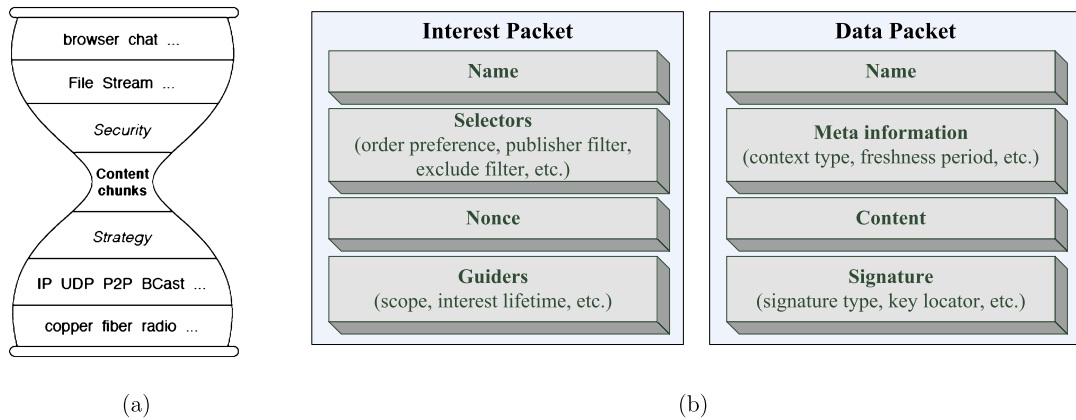 browser chat ...
File Stream ...
Security
Content
chunks
Strategy
IP UDP P2P BCast ...
copper fiber radio ...
(a)
Interest Packet
Name
Selectors
(order preference, publisher filter,
exclude filter, etc.)
Nonce
Guiders
(scope, interest lifetime, etc.)
Data Packet
Name
Meta information
(context type, freshness period, etc.)
Content
Signature
(signature type, key locator, etc.)
(b)